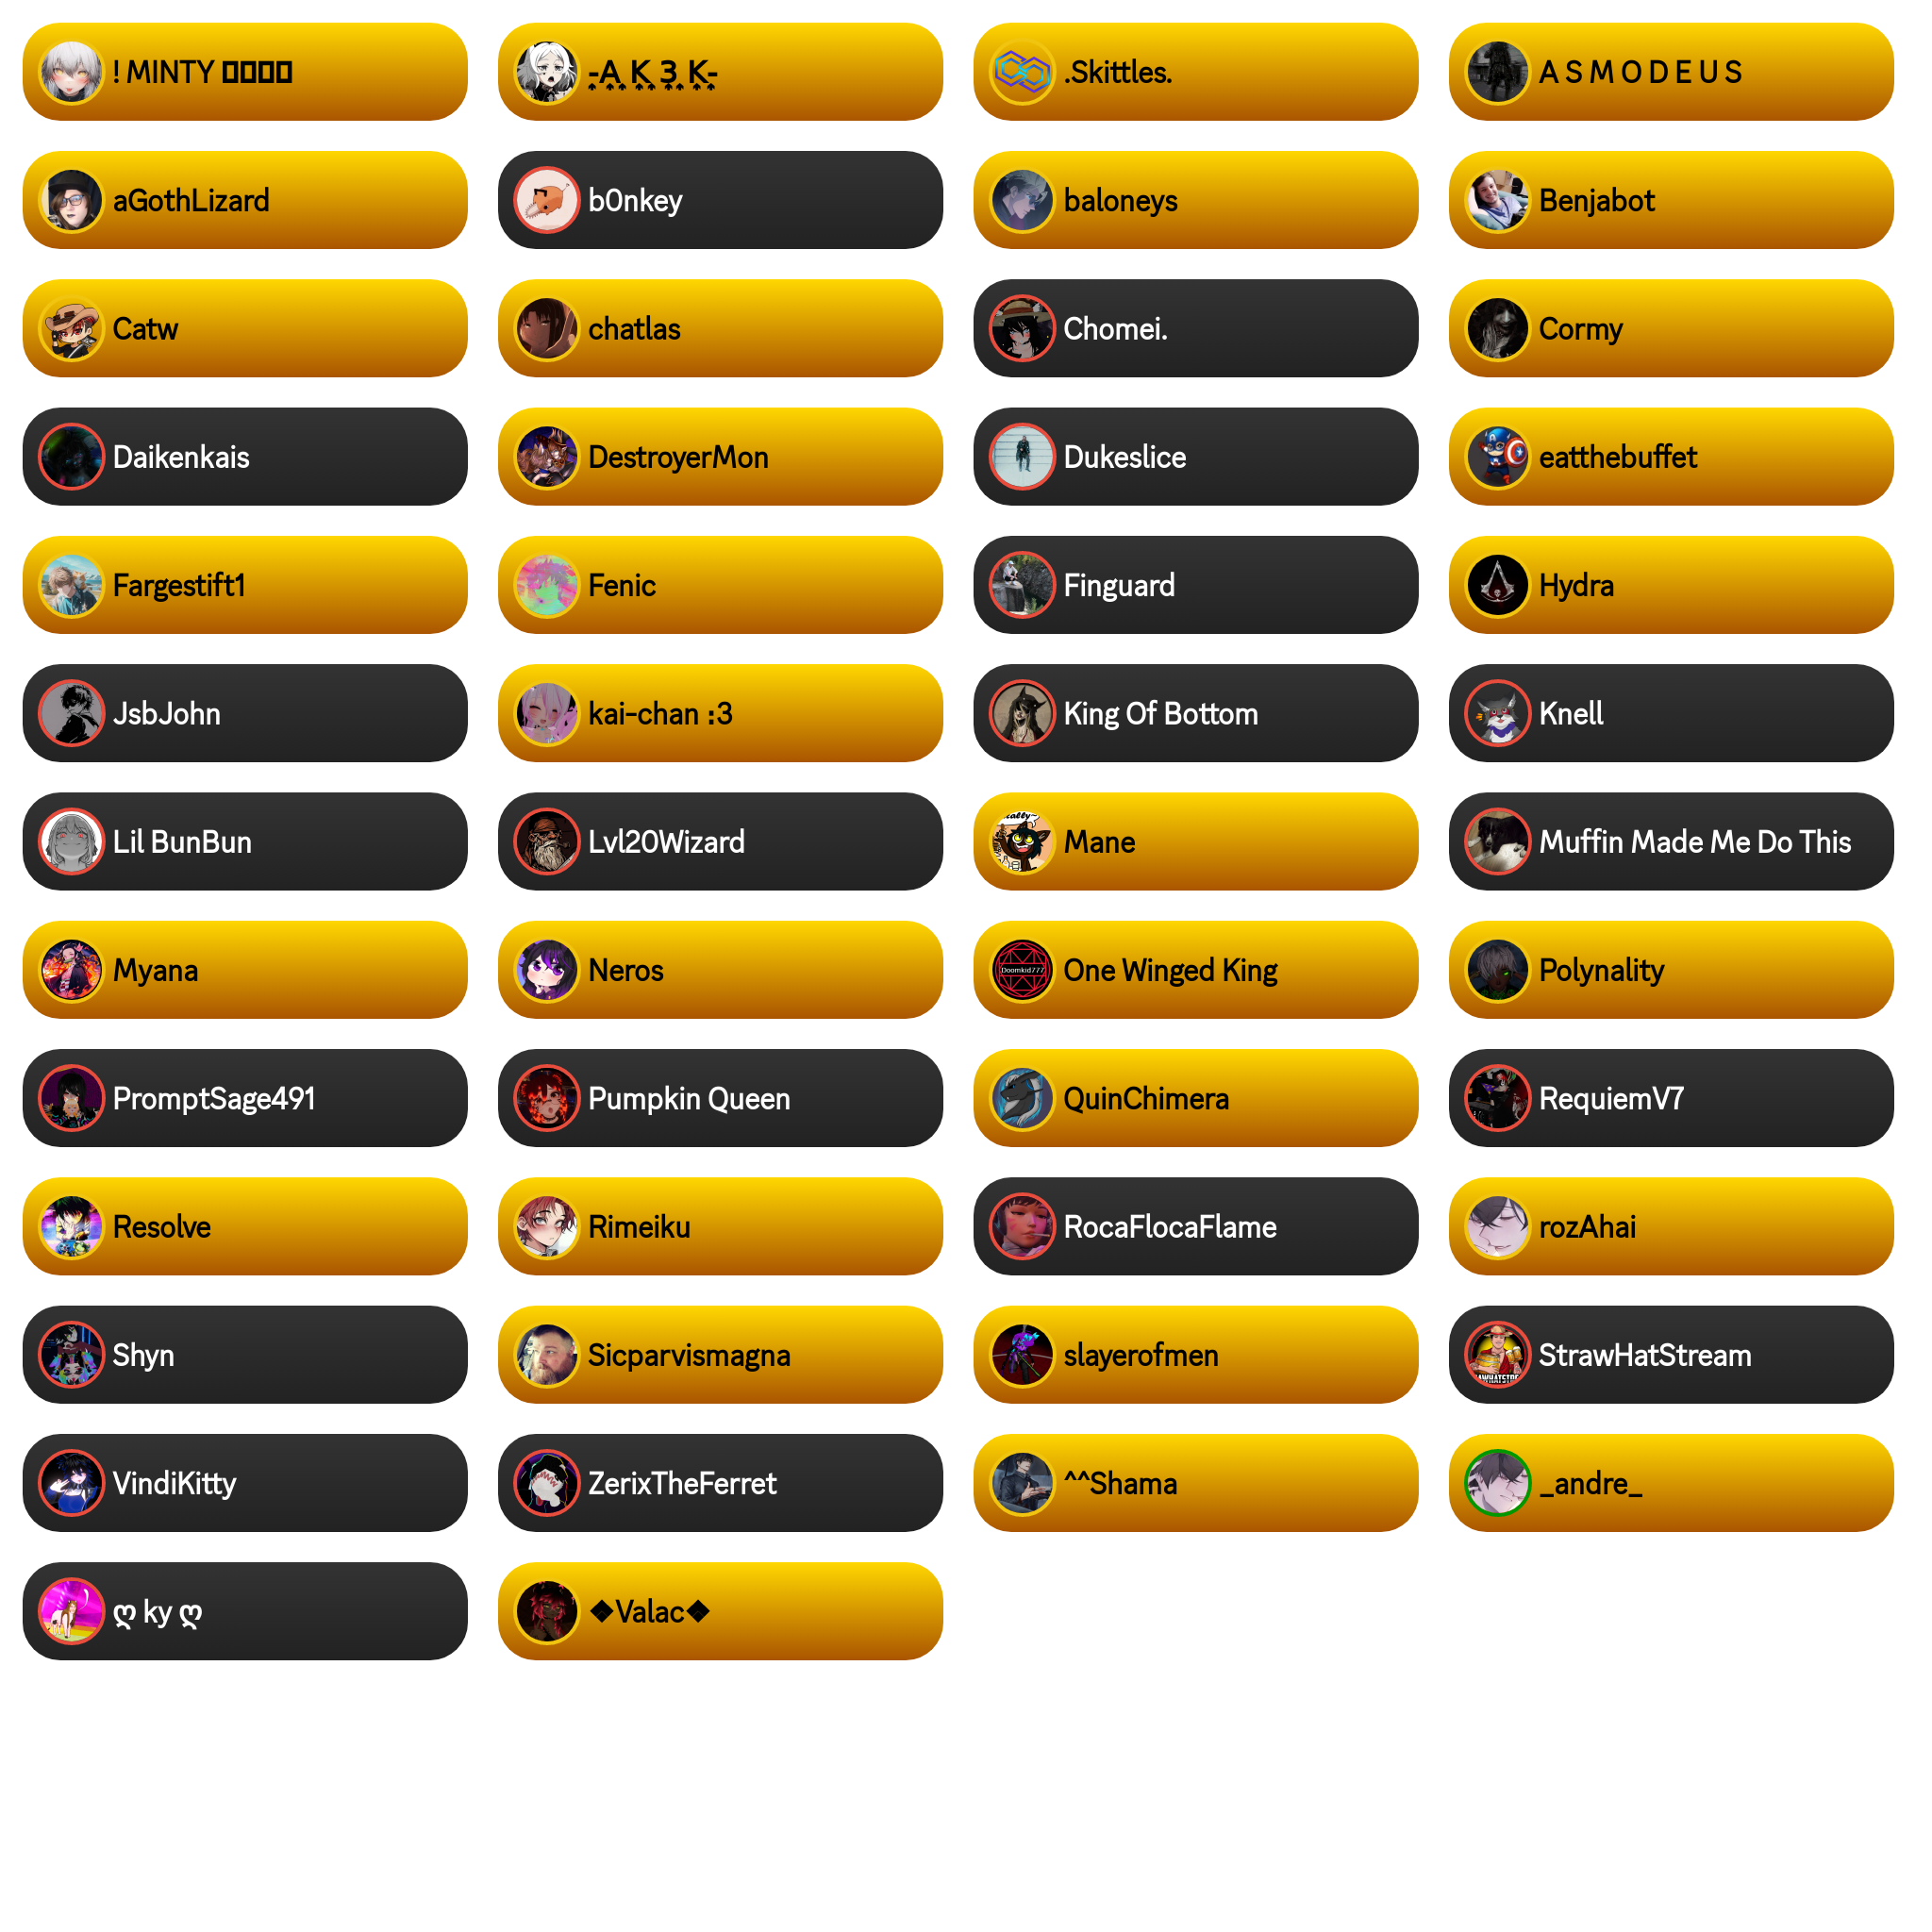 ! MINTY
-A K 3 K-
.Skittles.
A S M O D E U S
aGothLizard
b0nkey
baloneys
Benjabot
Catw
chatlas
Chomei.
Cormy
Daikenkais
DestroyerMon
Dukeslice
eatthebuffet
Fargestift1
Fenic
Finguard
Hydra
JsbJohn
kai-chan :3
King Of Bottom
Knell
Lil BunBun
Lvl20Wizard
Mane
Muffin Made Me Do This
Myana
Neros
Doomkid777
One Winged King
Polynality
PromptSage491
Pumpkin Queen
QuinChimera
RequiemV7
Resolve
Rimeiku
RocaFlocaFlame
rozAhai
Shyn
Sicparvismagna
slayerofmen
StrawHatStream
VindiKitty
ZerixTheFerret
^^Shama
_andre_
ღ ky ღ
❖Valac❖